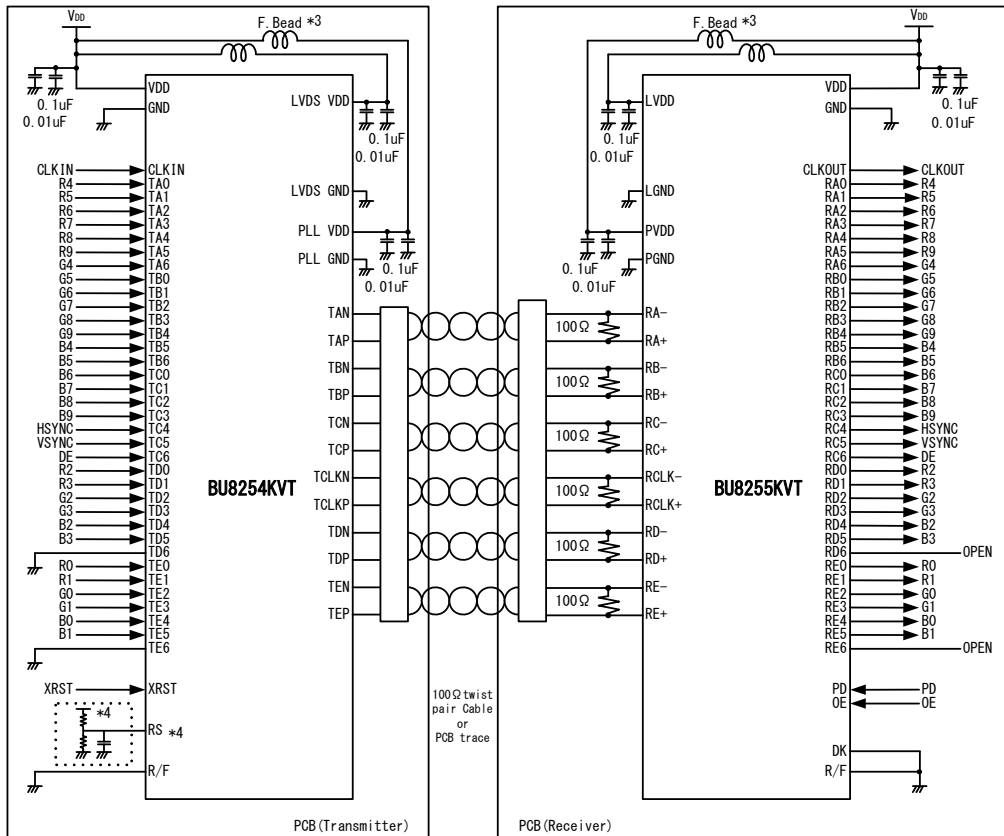 VDD
F.Bead *3
VDD
GND
0.1uF
0.01uF
LVDS VDD
0.1uF
0.01uF
LVDS GND
PLL VDD
PLL GND
0.1uF
0.01uF
CLKIN CLKIN
R4 TA0
R5 TA1
R6 TA2
R7 TA3
R8 TA4
R9 TA5
G4 TA6
G5 TB0
G6 TB1
G7 TB2
G8 TB3
G9 TB4
B4 TB5
B5 TB6
B6 TC0
B7 TC1
B8 TC2
B9 TC3
HSYNC TC4
VSYNC TC5
DE TC6
R2 TD0
R3 TD1
G2 TD2
G3 TD3
B2 TD4
B3 TD5
TD6
R0 TE0
R1 TE1
G0 TE2
G1 TE3
B0 TE4
B1 TE5
TE6
XRST XRST
*4
RS *4
R/F
BU8254KVT
TAN
TAP
TBN
TBP
TCN
TCP
TCLKN
TCLKP
TDN
TDP
TEN
TEP
PCB(Transmitter)
100Ωtwist
pair Cable
or
PCB trace
F.Bead *3
VDD
VDD
GND
0.1uF
0.01uF
LVDD
0.1uF
0.01uF
LGND
PVDD
PGND
0.1uF
0.01uF
100Ω
RA-
RA+
100Ω
RB-
RB+
100Ω
RC-
RC+
100Ω
RCLK-
RCLK+
100Ω
RD-
RD+
100Ω
RE-
RE+
BU8255KVT
CLKOUT CLKOUT
RA0 R4
RA1 R5
RA2 R6
RA3 R7
RA4 R8
RA5 R9
RA6 G4
RB0 G5
RB1 G6
RB2 G7
RB3 G8
RB4 G9
RB5 B4
RB6 B5
RC0 B6
RC1 B7
RC2 B8
RC3 B9
RC4 HSYNC
RC5 VSYNC
RC6 DE
RD0 R2
RD1 R3
RD2 G2
RD3 G3
RD4 B2
RD5 B3
RD6 OPEN
RE0 R0
RE1 R1
RE2 G0
RE3 G1
RE4 B0
RE5 B1
RE6 OPEN
PD PD
OE OE
DK
R/F
PCB(Receiver)